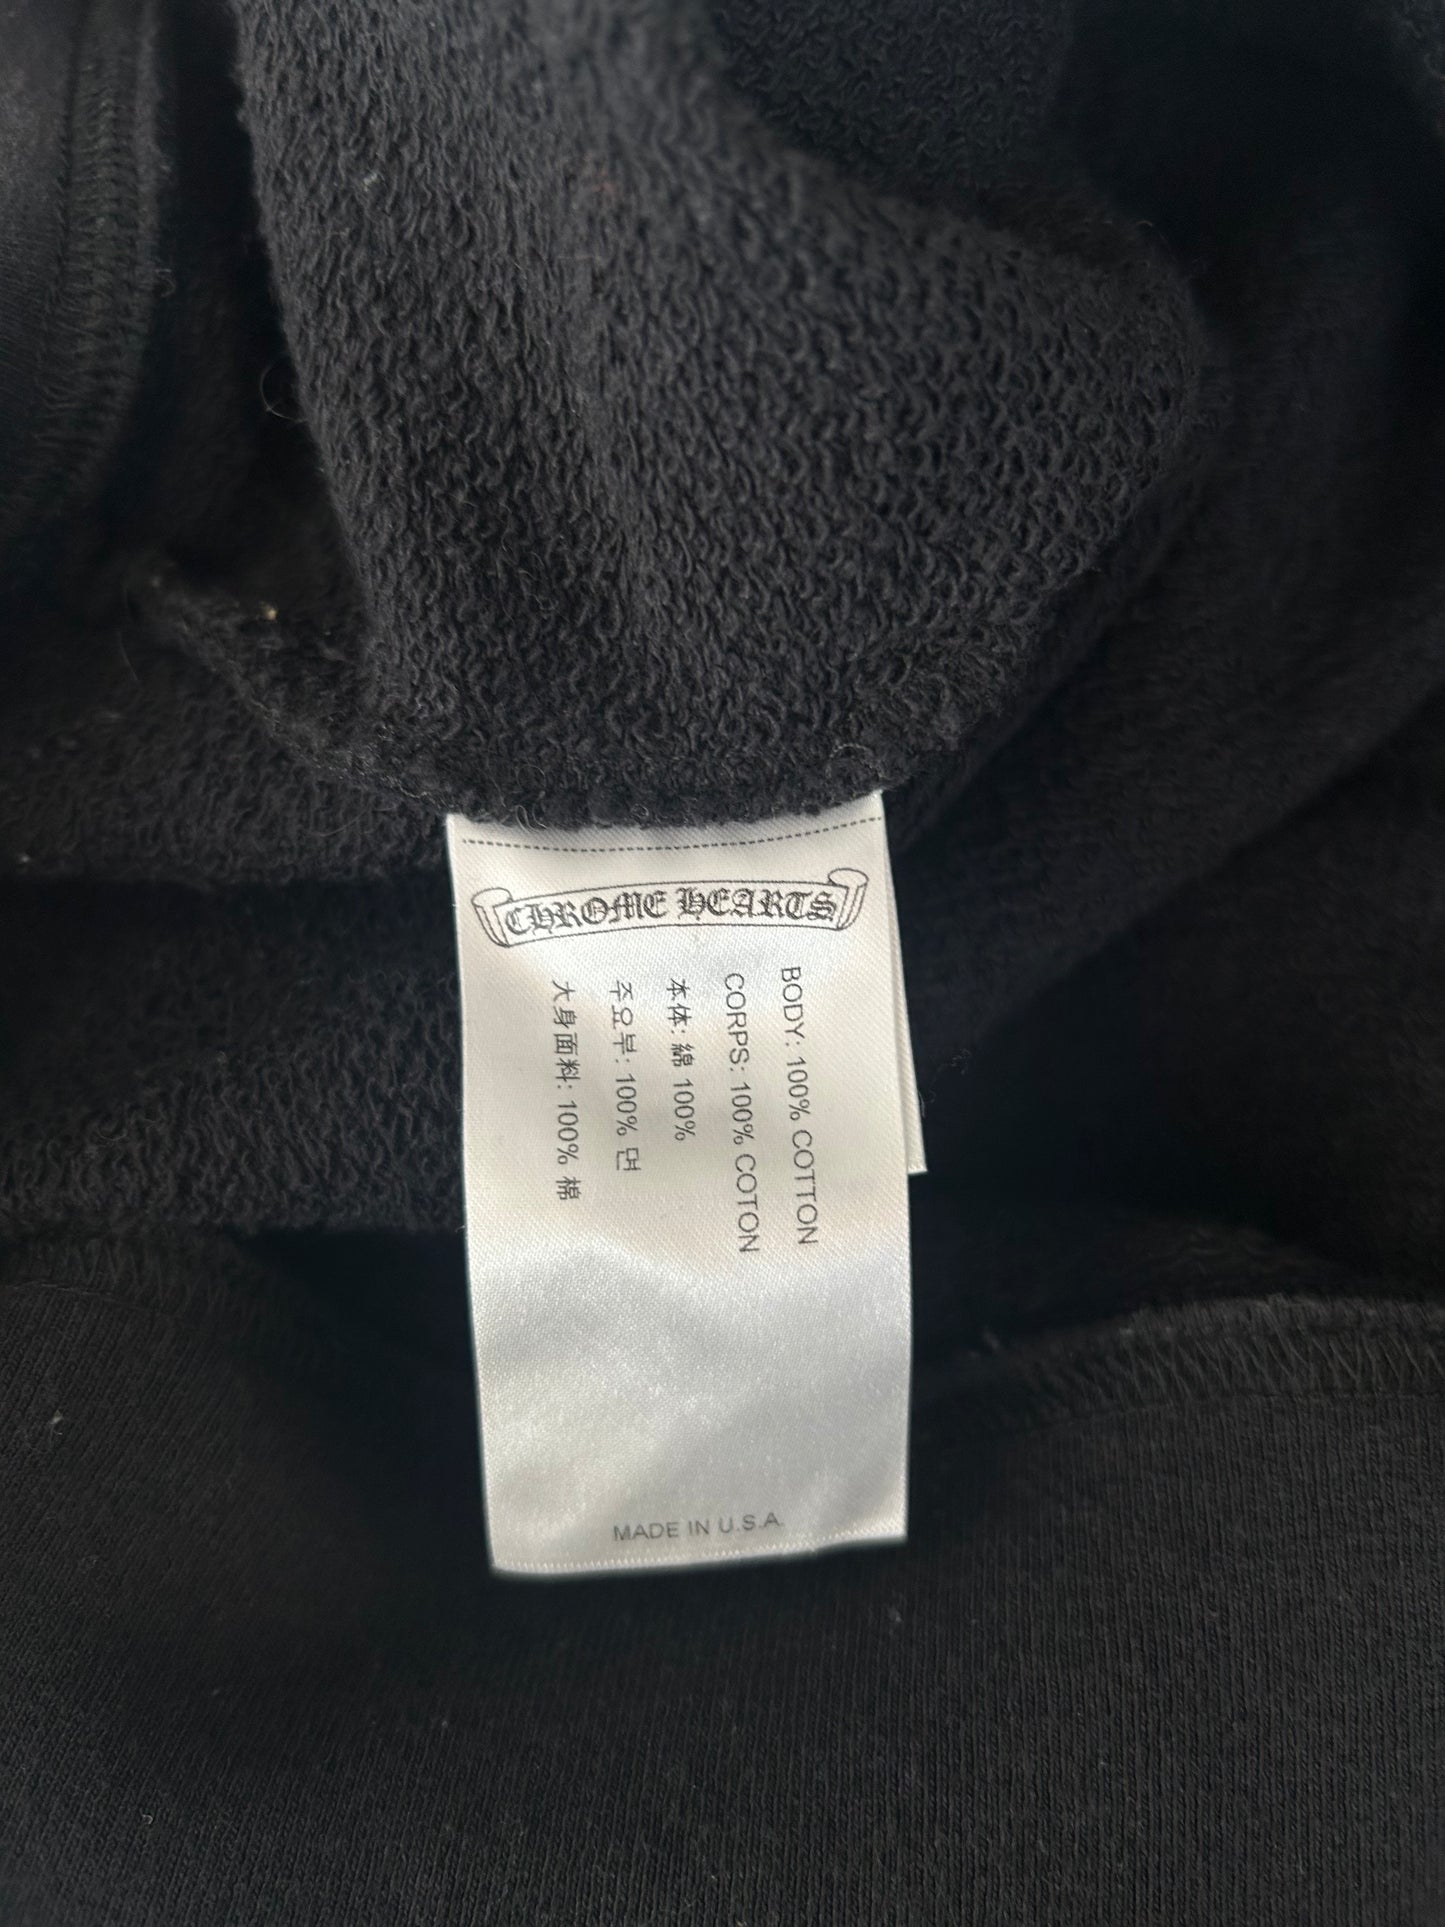 CHROME HEARTS
BODY: 100% COTTON
CORPS: 100% COTON
本体: 綿 100%
주요부: 100% 면
大身面料: 100% 棉
MADE IN U.S.A.